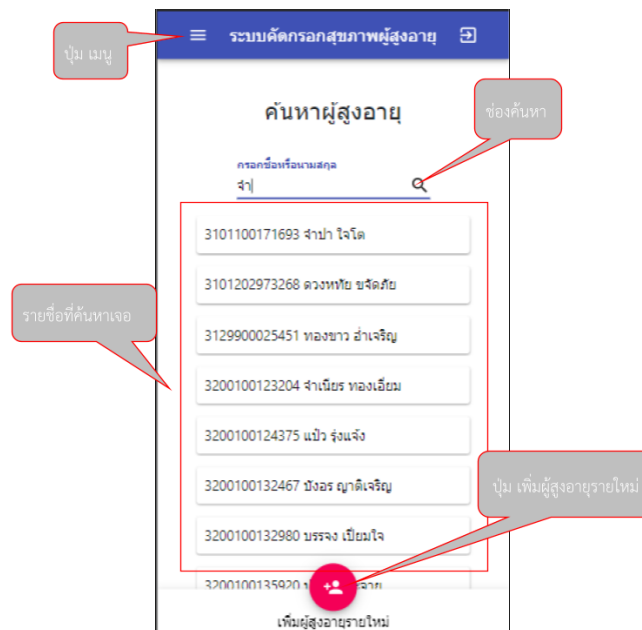 ปุ่ม เมนู
ระบบคัดกรอกสุขภาพผู้สูงอายุ
ค้นหาผู้สูงอายุ
ช่องค้นหา
กรอกชื่อหรือนามสกุล
จำ
3101100171693 จำปา ใจโต
3101202973268 ดวงหทัย ขจัดภัย
รายชื่อที่ค้นหาเจอ
3129900025451 ทองขาว อ่ำเจริญ
3200100123204 จำเนียร ทองเอี่ยม
3200100124375 แป้ว รุ่งแจ้ง
3200100132467 บังอร ญาติเจริญ
ปุ่ม เพิ่มผู้สูงอายุรายใหม่
3200100132980 บรรจง เปี่ยมใจ
3200100135920
เพิ่มผู้สูงอายุรายใหม่